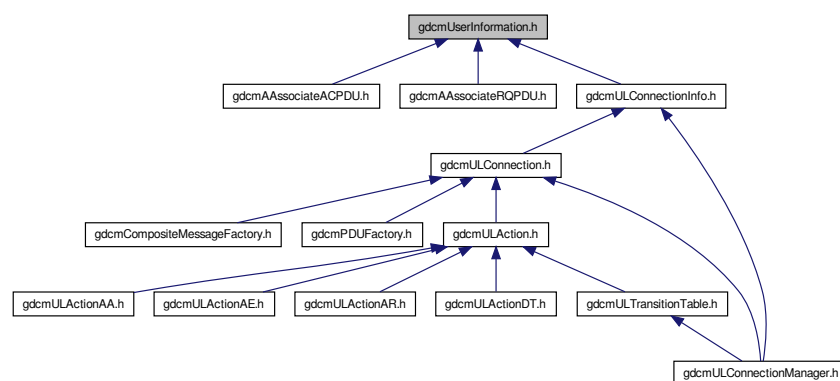 gdcmUserInformation.h
gdcmAAssociateACPDU.h
gdcmAAssociateRQPDU.h
gdcmULConnectionInfo.h
gdcmULConnection.h
gdcmCompositeMessageFactory.h
gdcmPDUFactory.h
gdcmULAction.h
gdcmULActionAA.h
gdcmULActionAE.h
gdcmULActionAR.h
gdcmULActionDT.h
gdcmULTransitionTable.h
gdcmULConnectionManager.h